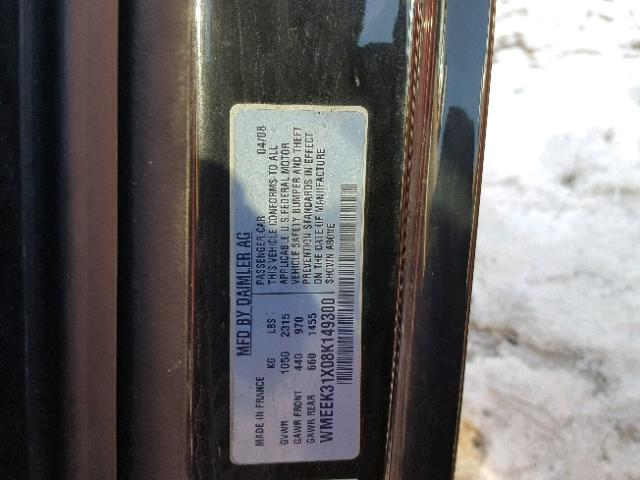 MFD BY DAIMLER AG
PASSENGER CAR 04/08
THIS VEHICLE CONFORMS TO ALL
APPLICABLE U.S.FEDERAL MOTOR
VEHICLE SAFETY BUMPER AND THEFT
PREVENTION STANDARDS IN EFFECT
ON THE DATE OF MANUFACTURE
SHOWN ABOVE
MADE IN FRANCE KG LBS
GVWR 1050 2315
GAWR FRONT 440 970
GAWR REAR 660 1455
WMEEK31X08K149300